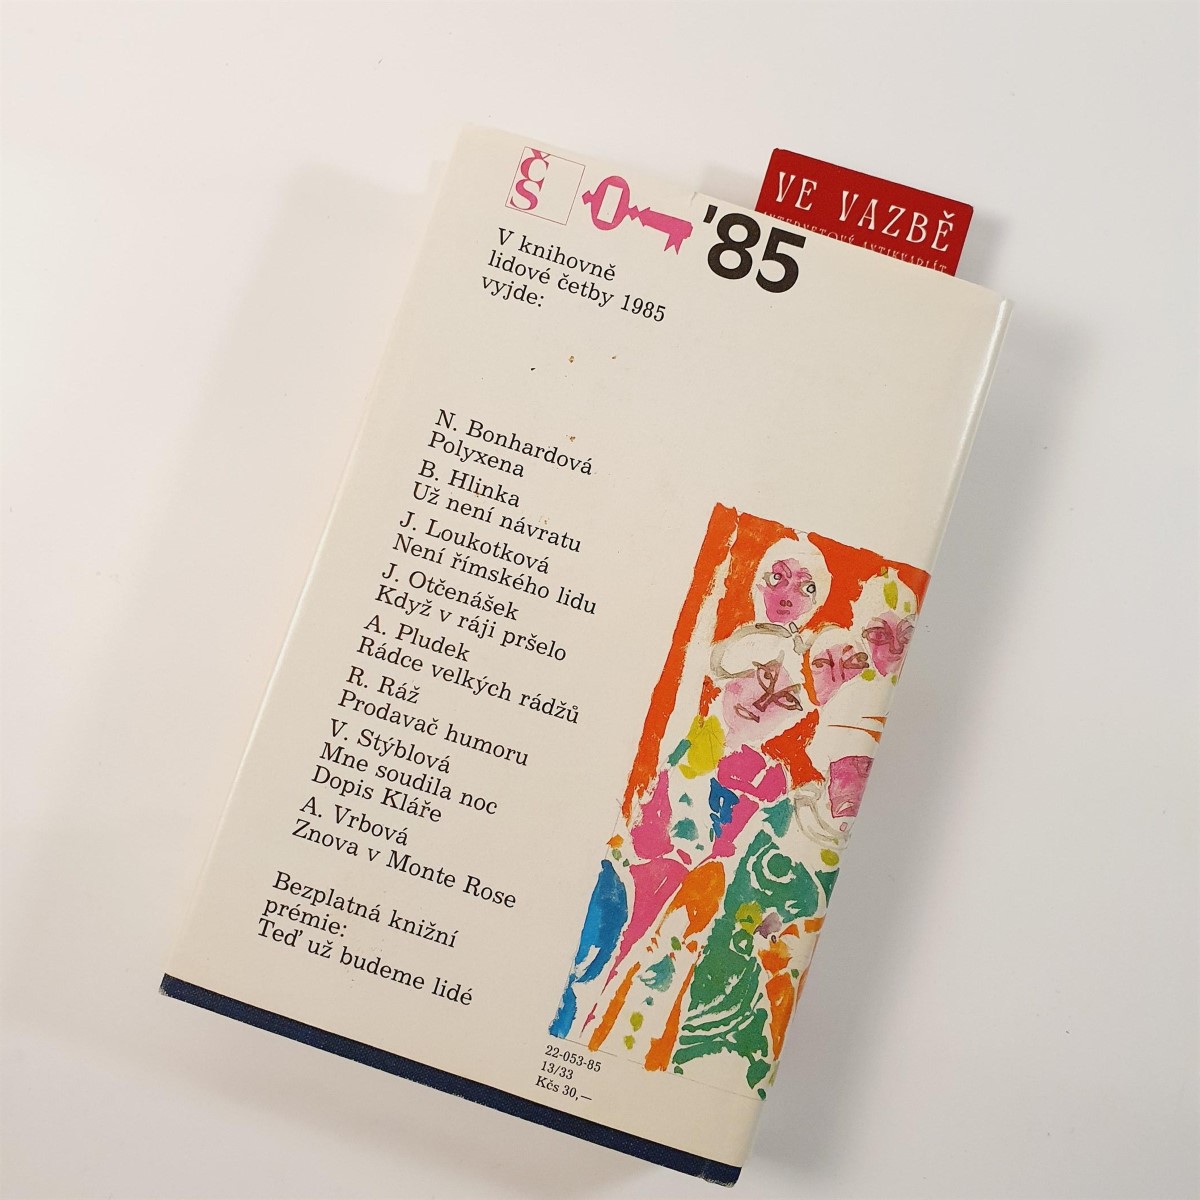 ČS
'85
VE VAZBĚ
INTERNETOVÝ ANTIKVARIÁT
V knihovně
lidové četby 1985
vyjde:
N. Bonhardová
Polyxena
B. Hlinka
Už není návratu
J. Loukotková
Není římského lidu
J. Otčenášek
Když v ráji pršelo
A. Pludek
Rádce velkých rádžů
R. Ráž
Prodavač humoru
V. Stýblová
Mne soudila noc
Dopis Kláře
A. Vrbová
Znova v Monte Rose
Bezplatná knižní
prémie:
Teď už budeme lidé
22-053-85
13/33
Kčs 30,—